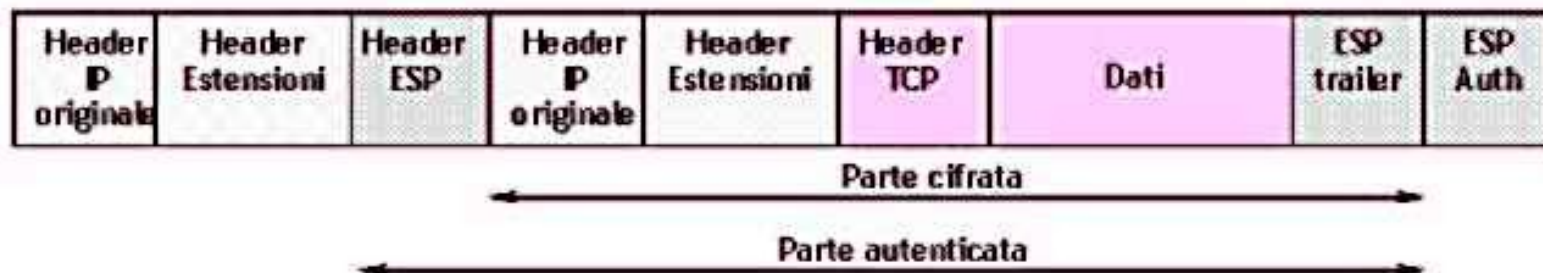 Header
IP
originale
Header
Estensioni
Header
ESP
Header
IP
originale
Header
Estensioni
Header
TCP
Dati
ESP
trailer
ESP
Auth
Parte cifrata
Parte autenticata